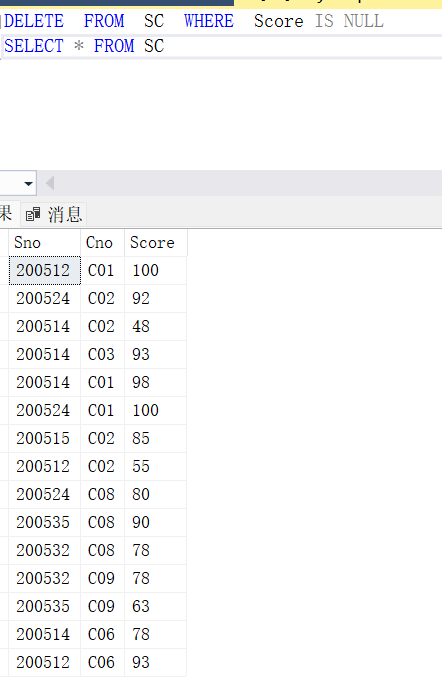 DELETE FROM SC WHERE Score IS NULL
SELECT * FROM SC
果 消息
Sno Cno Score
200512 C01 100
200524 C02 92
200514 C02 48
200514 C03 93
200514 C01 98
200524 C01 100
200515 C02 85
200512 C02 55
200524 C08 80
200535 C08 90
200532 C08 78
200532 C09 78
200535 C09 63
200514 C06 78
200512 C06 93